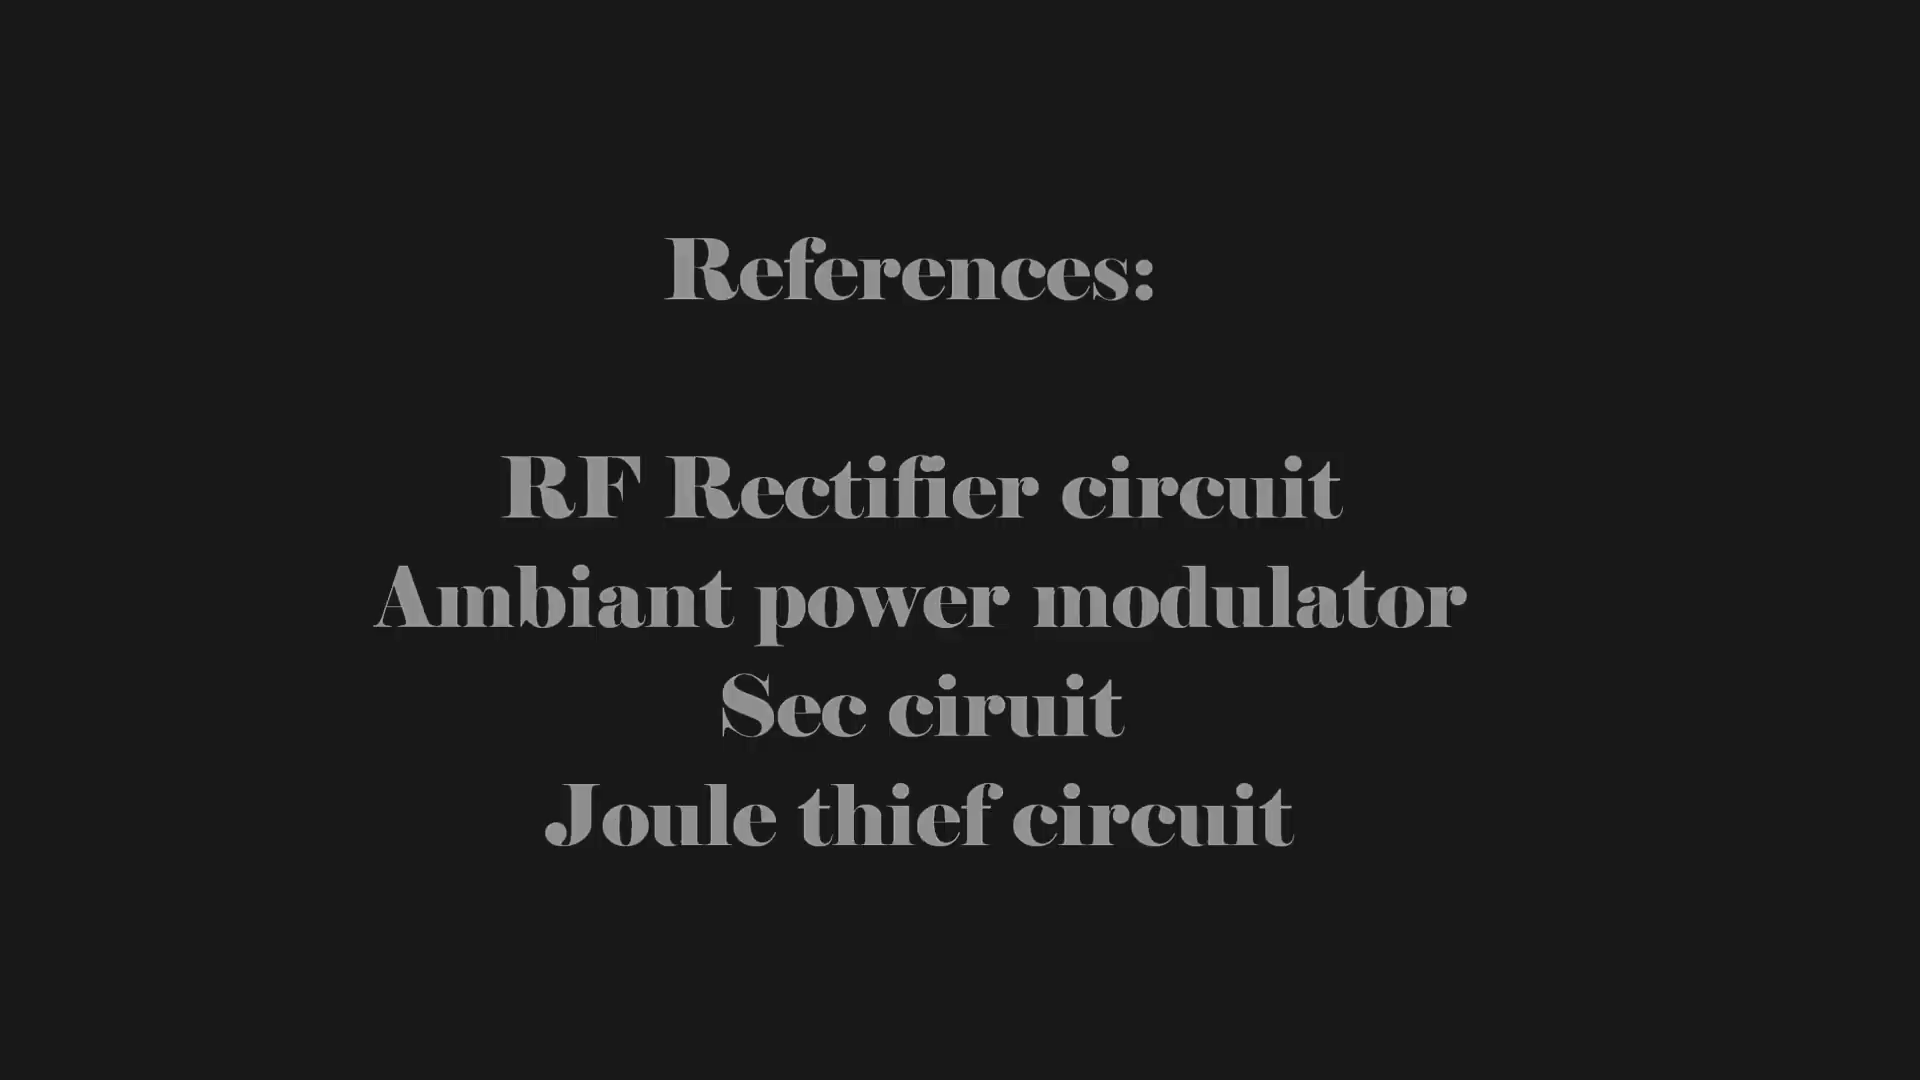 References:
RF Rectifier circuit
Ambiant power modulator
Sec ciruit
Joule thief circuit